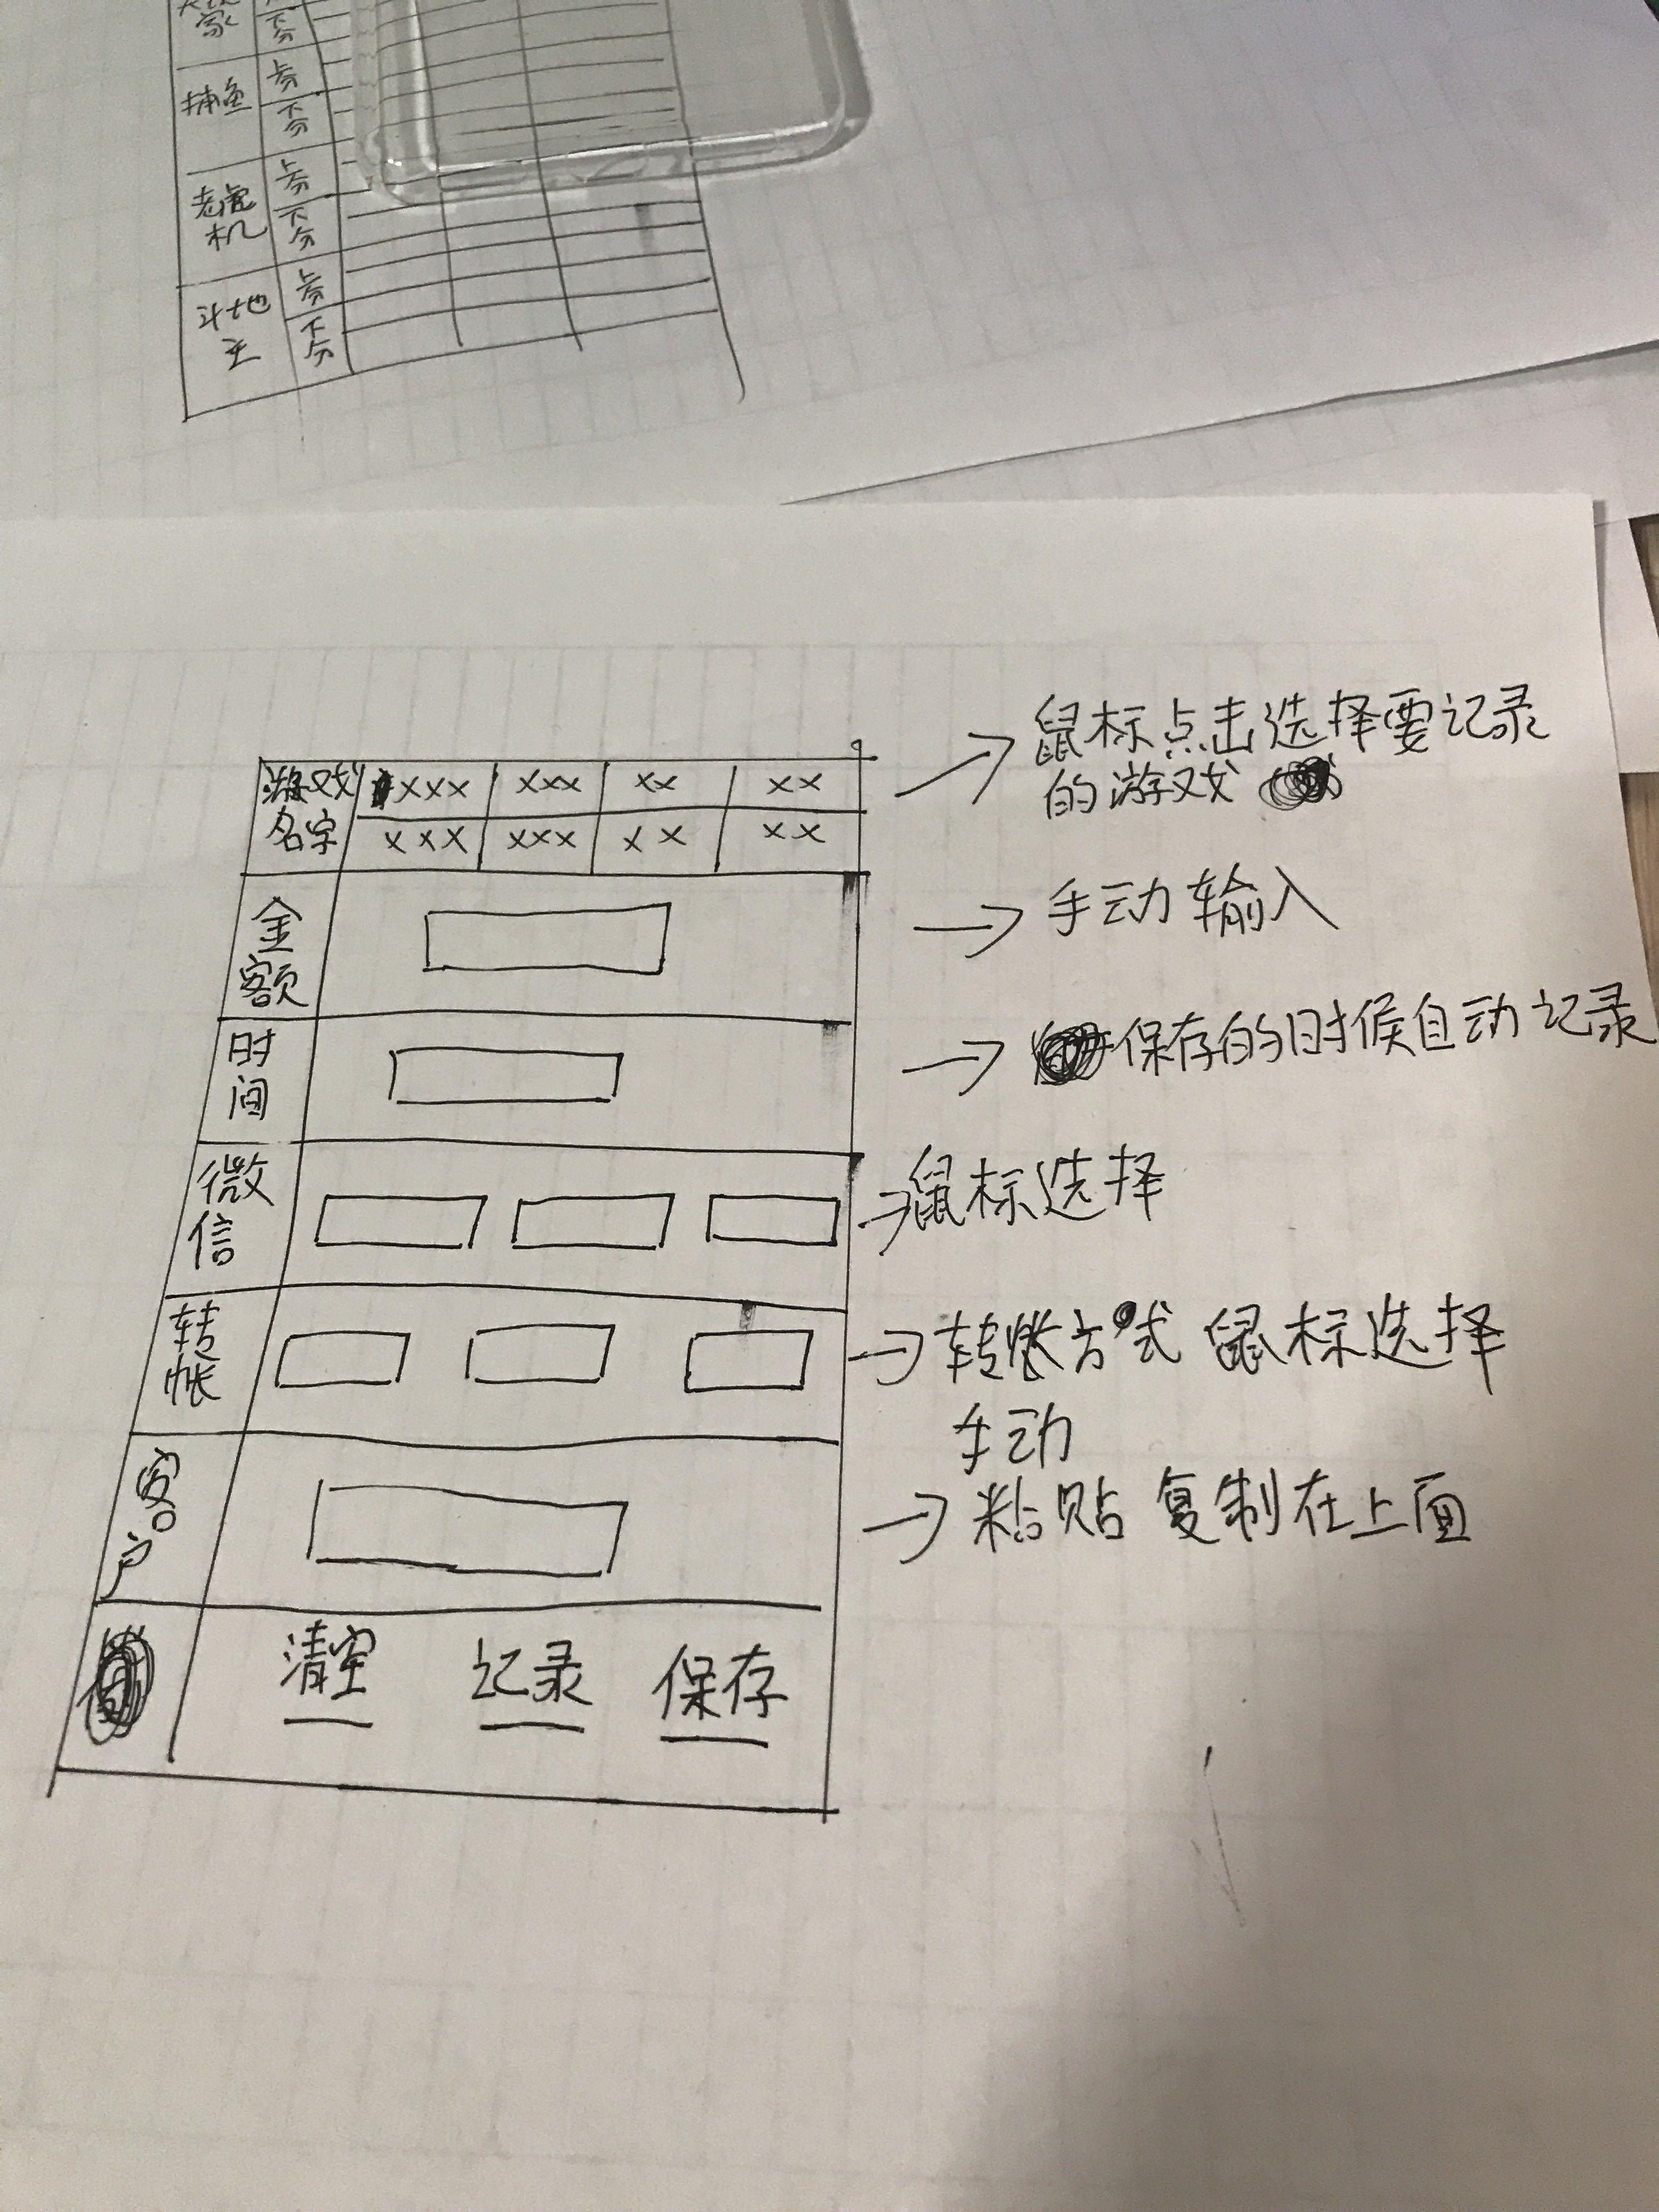 家
下分
捕鱼
上分
下分
老虎机
上分
下分
斗地主
上分
下分
游戏名字
xxx
xxx
xx
xx
xxx
xxx
xx
xx
鼠标点击选择要记录
的游戏
金额
手动输入
时间
保存的时候自动记录
微信
鼠标选择
转帐
转账方式 鼠标选择
手动
客户
粘贴 复制在上面
清空
记录
保存